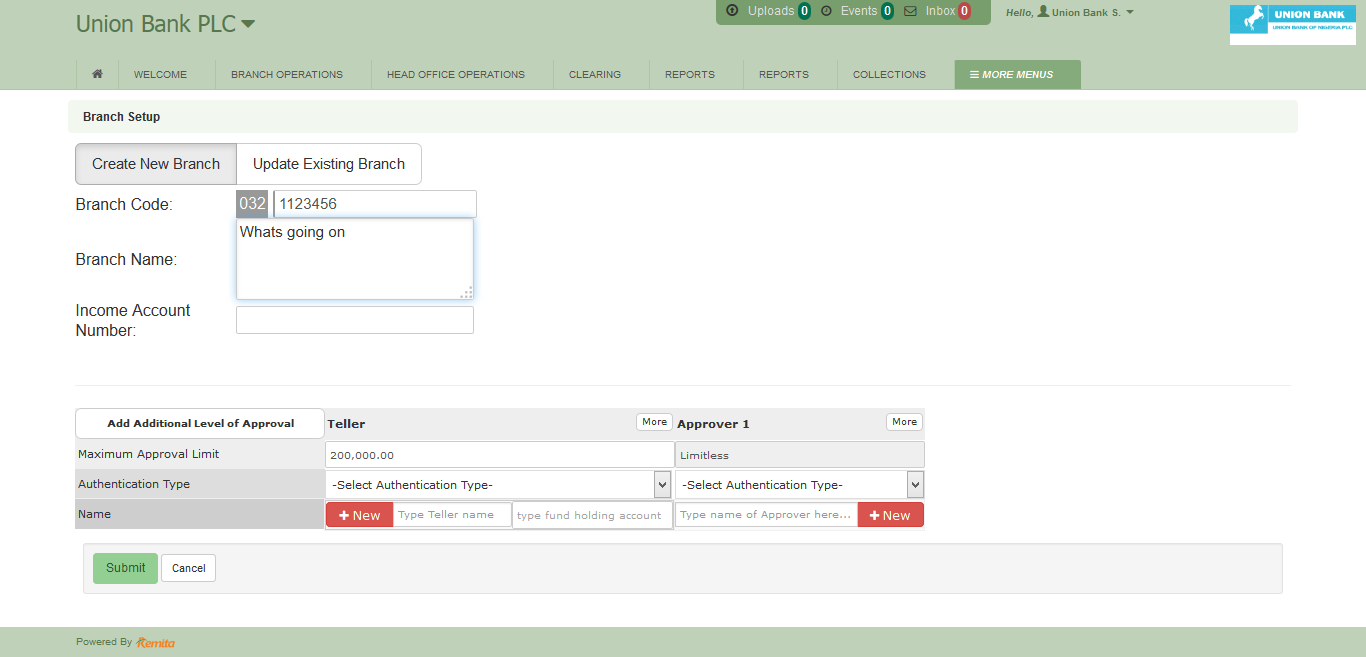 Union Bank PLC
Uploads 0 Events 0 Inbox 0
Hello, Union Bank S.
UNION BANK
UNION BANK OF NIGERIA PLC
WELCOME BRANCH OPERATIONS HEAD OFFICE OPERATIONS CLEARING REPORTS REPORTS COLLECTIONS MORE MENUS
Branch Setup
Create New Branch Update Existing Branch
Branch Code: 032 1123456
Whats going on
Branch Name:
Income Account
Number:
Add Additional Level of Approval Teller More Approver 1 More
Maximum Approval Limit 200,000.00 Limitless
Authentication Type -Select Authentication Type- -Select Authentication Type-
Name + New Type Teller name type fund holding account Type name of Approver here... + New
Submit Cancel
Powered By Remita